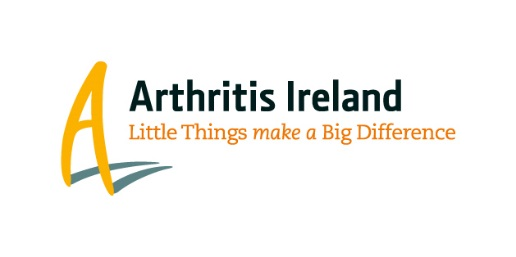 Arthritis Ireland
Little Things make a Big Difference